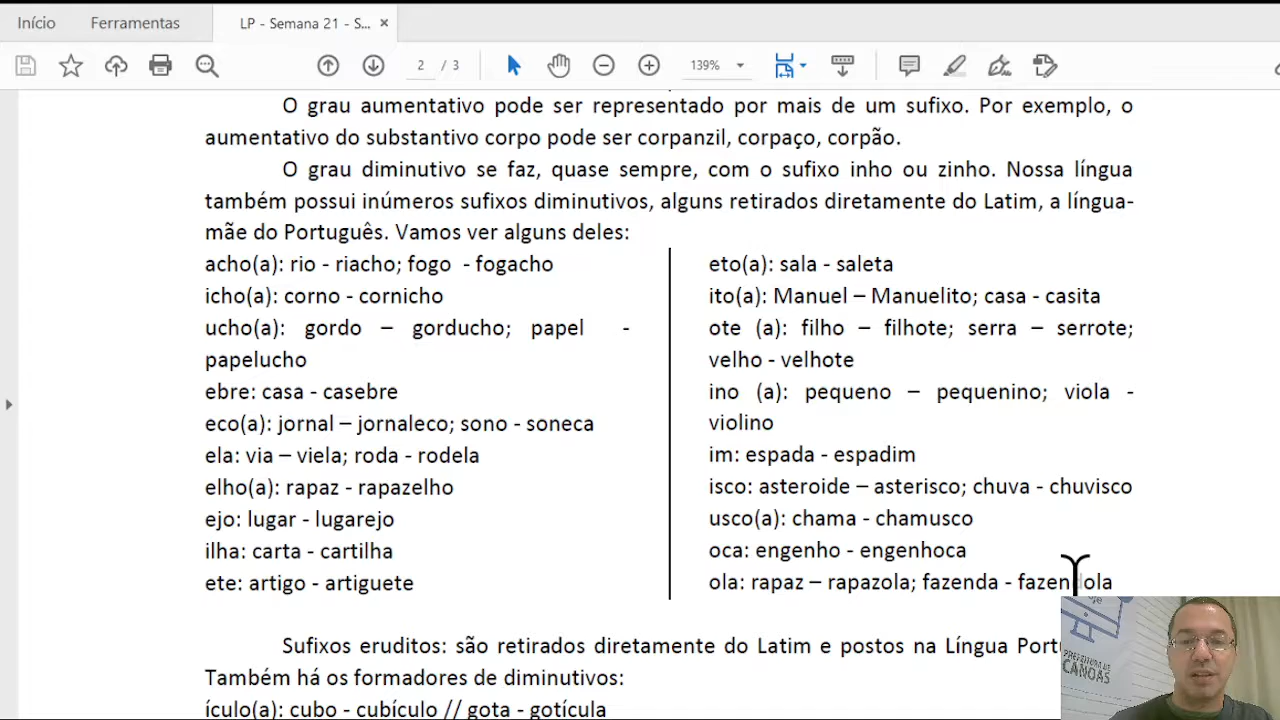 Início Ferramentas LP - Semana 21 - S... ×
2 / 3 139%
O grau aumentativo pode ser representado por mais de um sufixo. Por exemplo, o
aumentativo do substantivo corpo pode ser corpanzil, corpaço, corpão.
O grau diminutivo se faz, quase sempre, com o sufixo inho ou zinho. Nossa língua
também possui inúmeros sufixos diminutivos, alguns retirados diretamente do Latim, a língua-
mãe do Português. Vamos ver alguns deles:
acho(a): rio - riacho; fogo - fogacho
icho(a): corno - cornicho
ucho(a): gordo – gorducho; papel -
papelucho
ebre: casa - casebre
eco(a): jornal – jornaleco; sono - soneca
ela: via – viela; roda - rodela
elho(a): rapaz - rapazelho
ejo: lugar - lugarejo
ilha: carta - cartilha
ete: artigo - artiguete
eto(a): sala - saleta
ito(a): Manuel – Manuelito; casa - casita
ote (a): filho – filhote; serra – serrote;
velho - velhote
ino (a): pequeno – pequenino; viola -
violino
im: espada - espadim
isco: asteroide – asterisco; chuva - chuvisco
usco(a): chama - chamusco
oca: engenho - engenhoca
ola: rapaz – rapazola; fazenda - fazendola
Sufixos eruditos: são retirados diretamente do Latim e postos na Língua Portu
Também há os formadores de diminutivos:
ículo(a): cubo - cubículo // gota - gotícula
PREFEITURA DE
CANOAS